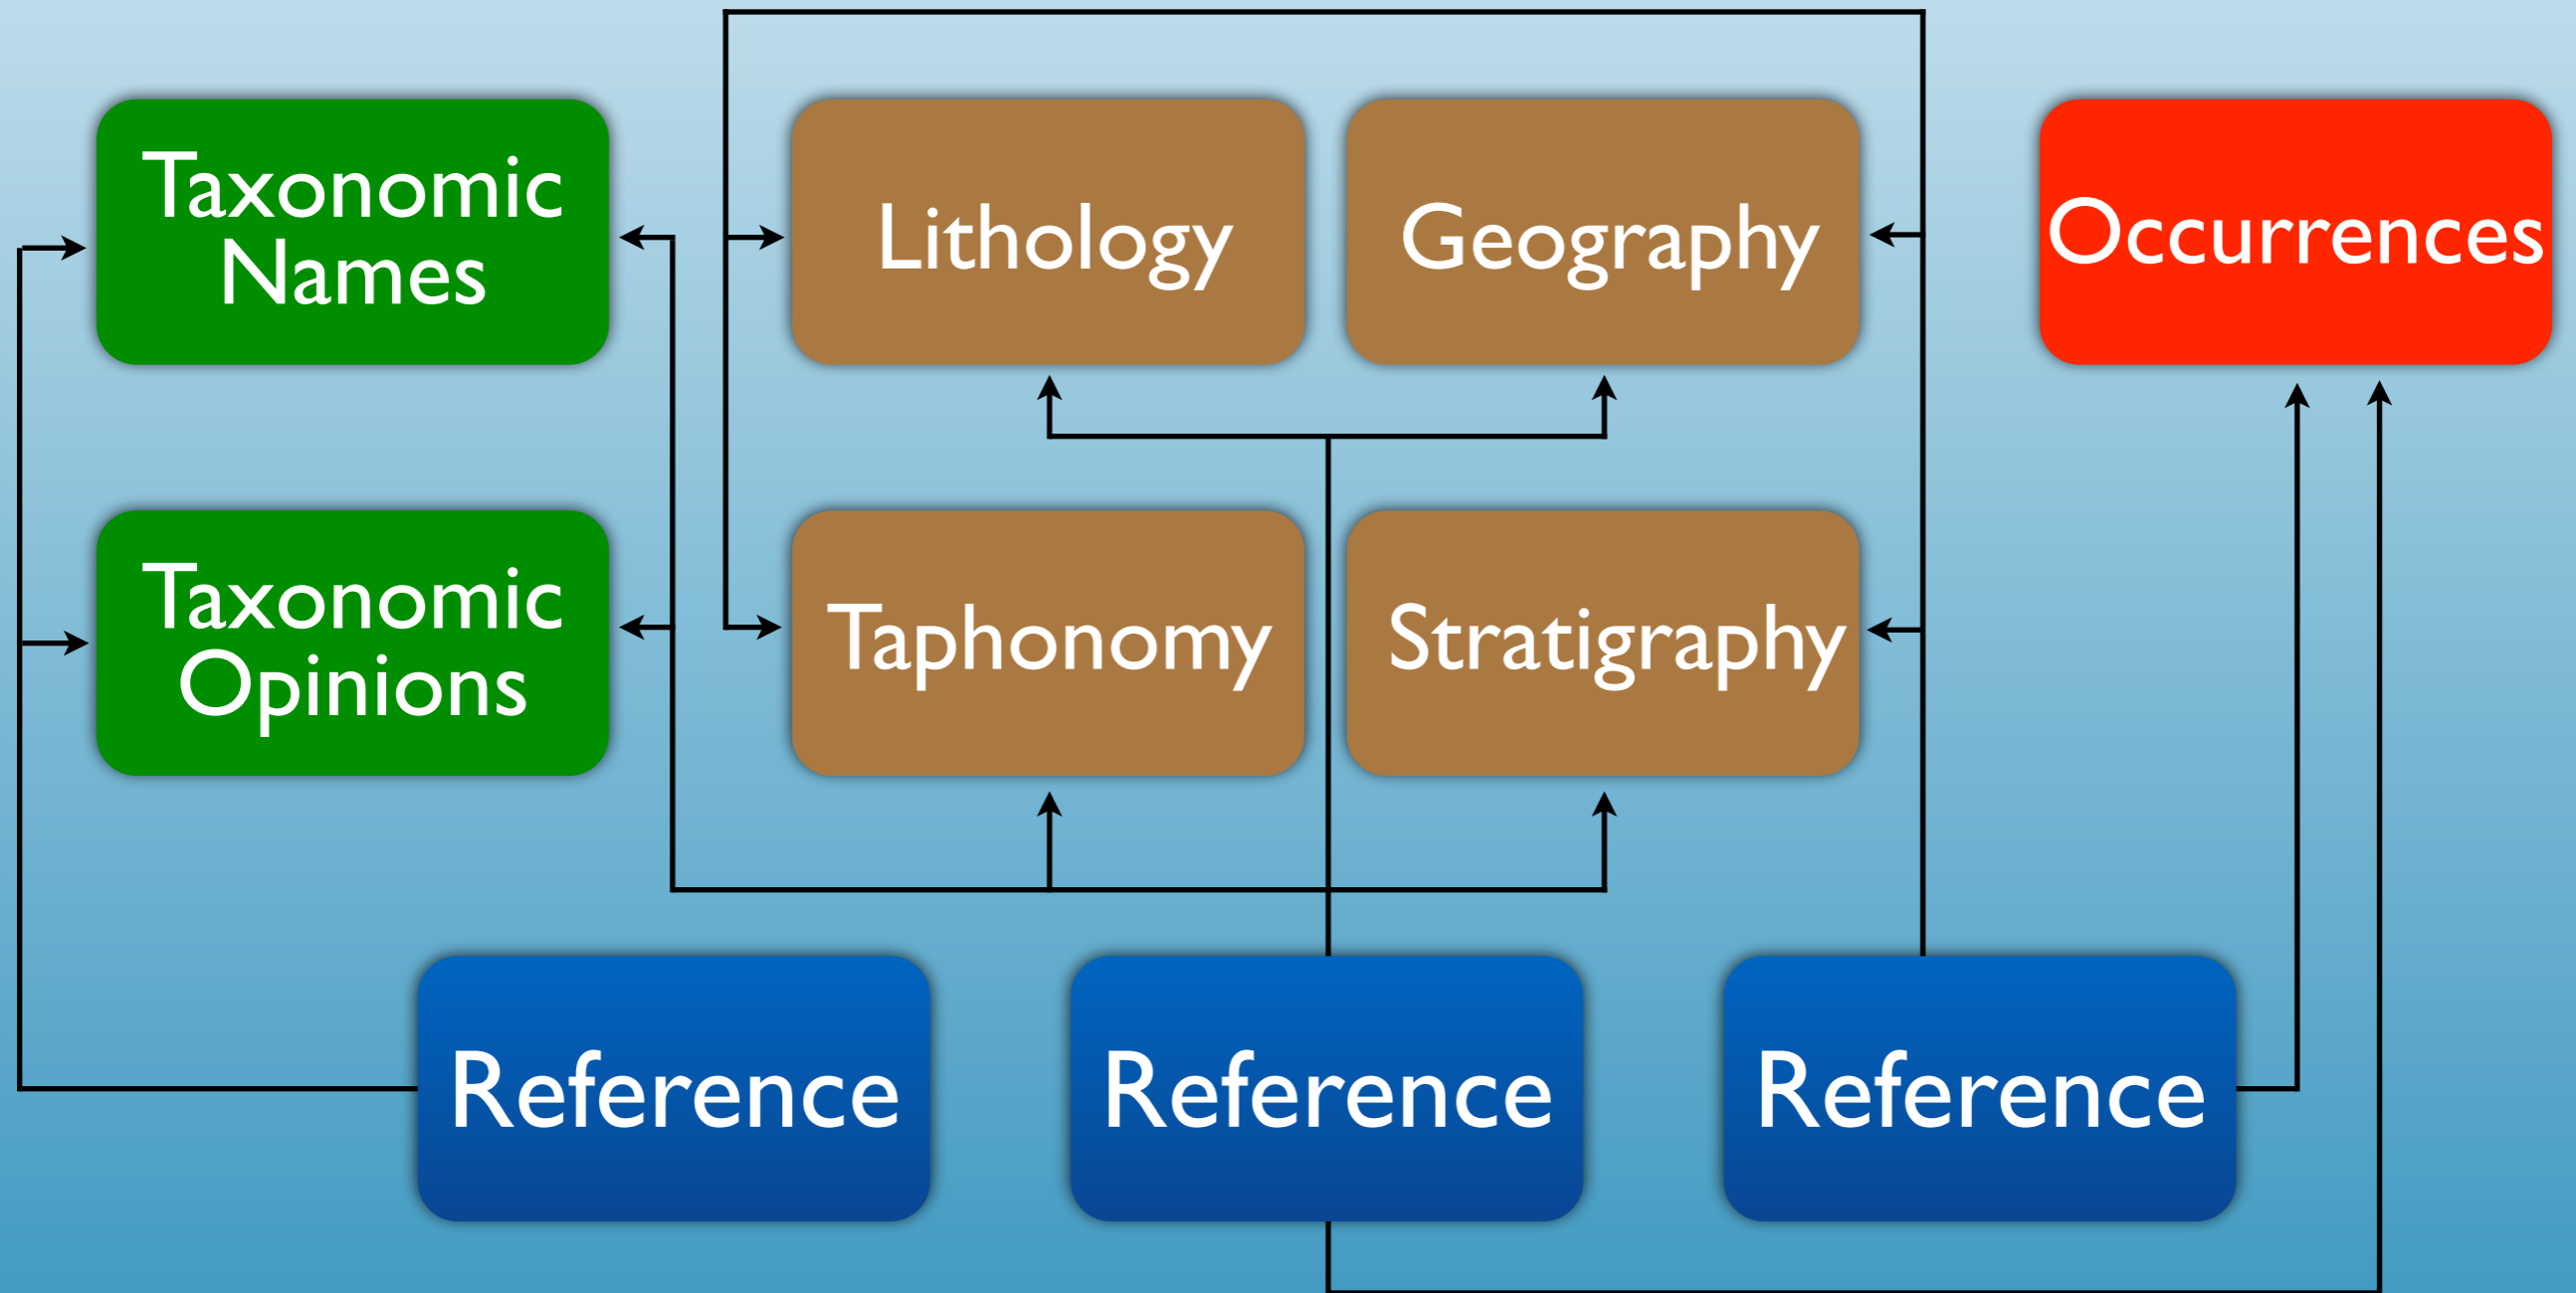 Taxonomic
Names
Lithology
Geography
Occurrences
Taxonomic
Opinions
Taphonomy
Stratigraphy
Reference
Reference
Reference